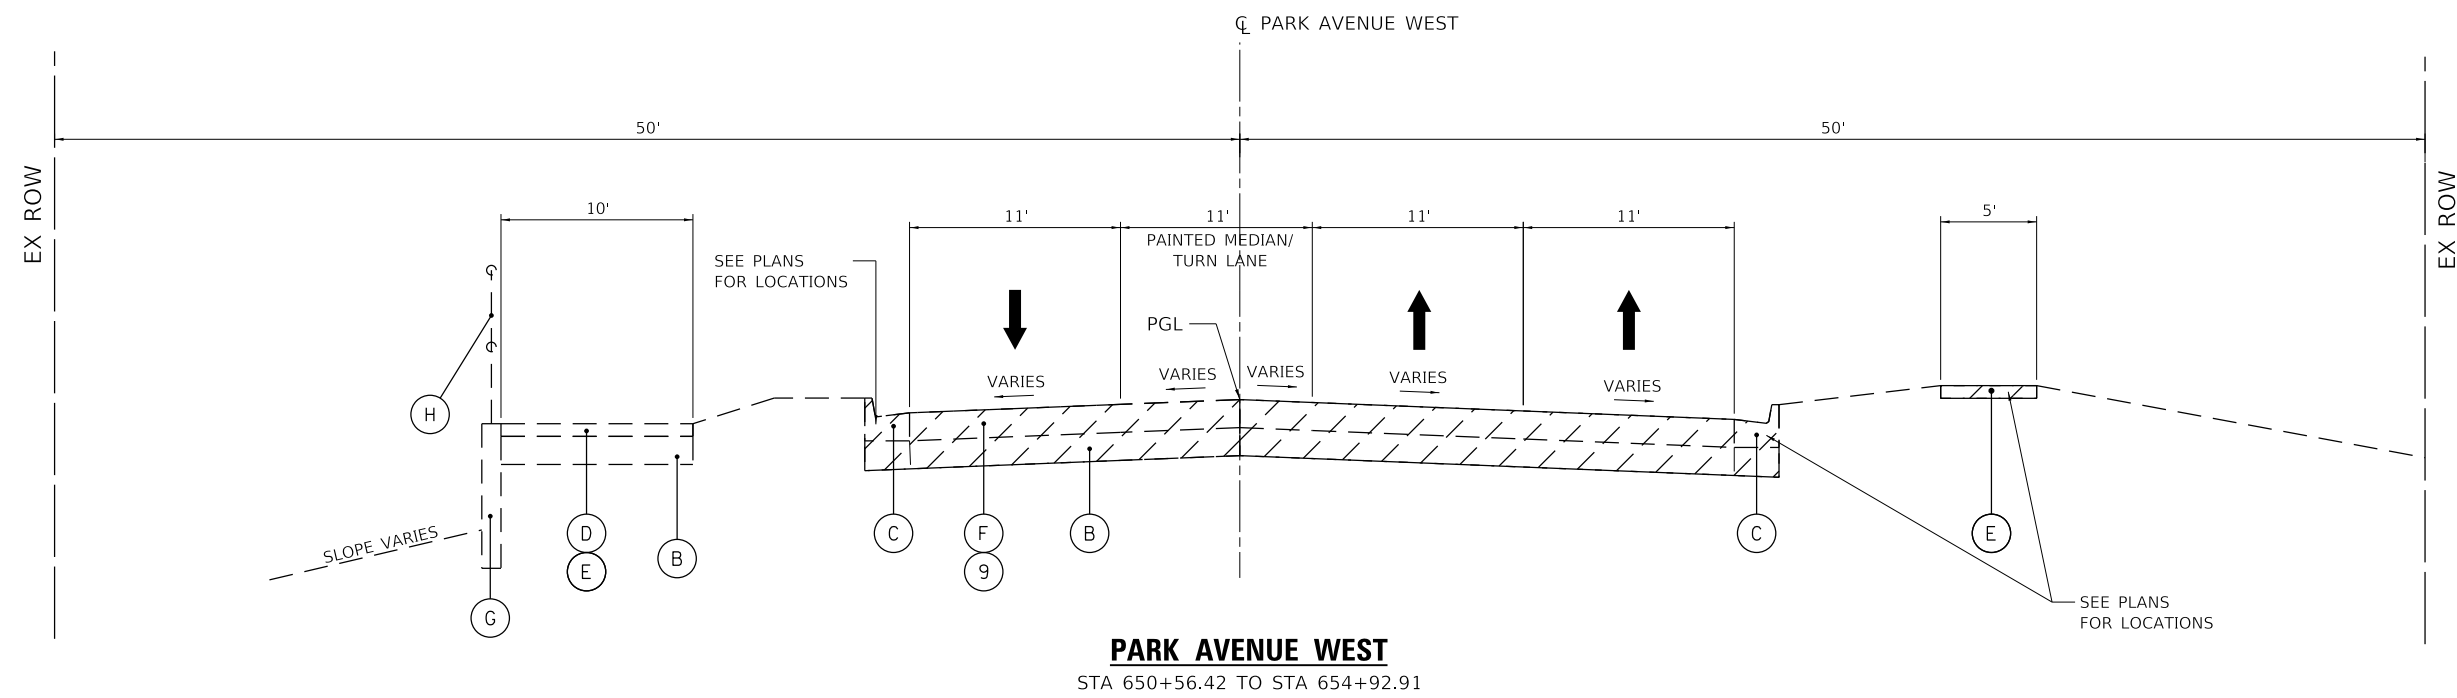 ℄ PARK AVENUE WEST
50'
50'
EX ROW
EX ROW
10'
11'
11'
11'
11'
5'
PAINTED MEDIAN/
TURN LANE
SEE PLANS
FOR LOCATIONS
PGL
VARIES
VARIES
VARIES
VARIES
VARIES
H
SLOPE VARIES
D
E
B
G
C
F
9
B
C
E
SEE PLANS
FOR LOCATIONS
PARK AVENUE WEST
STA 650+56.42 TO STA 654+92.91